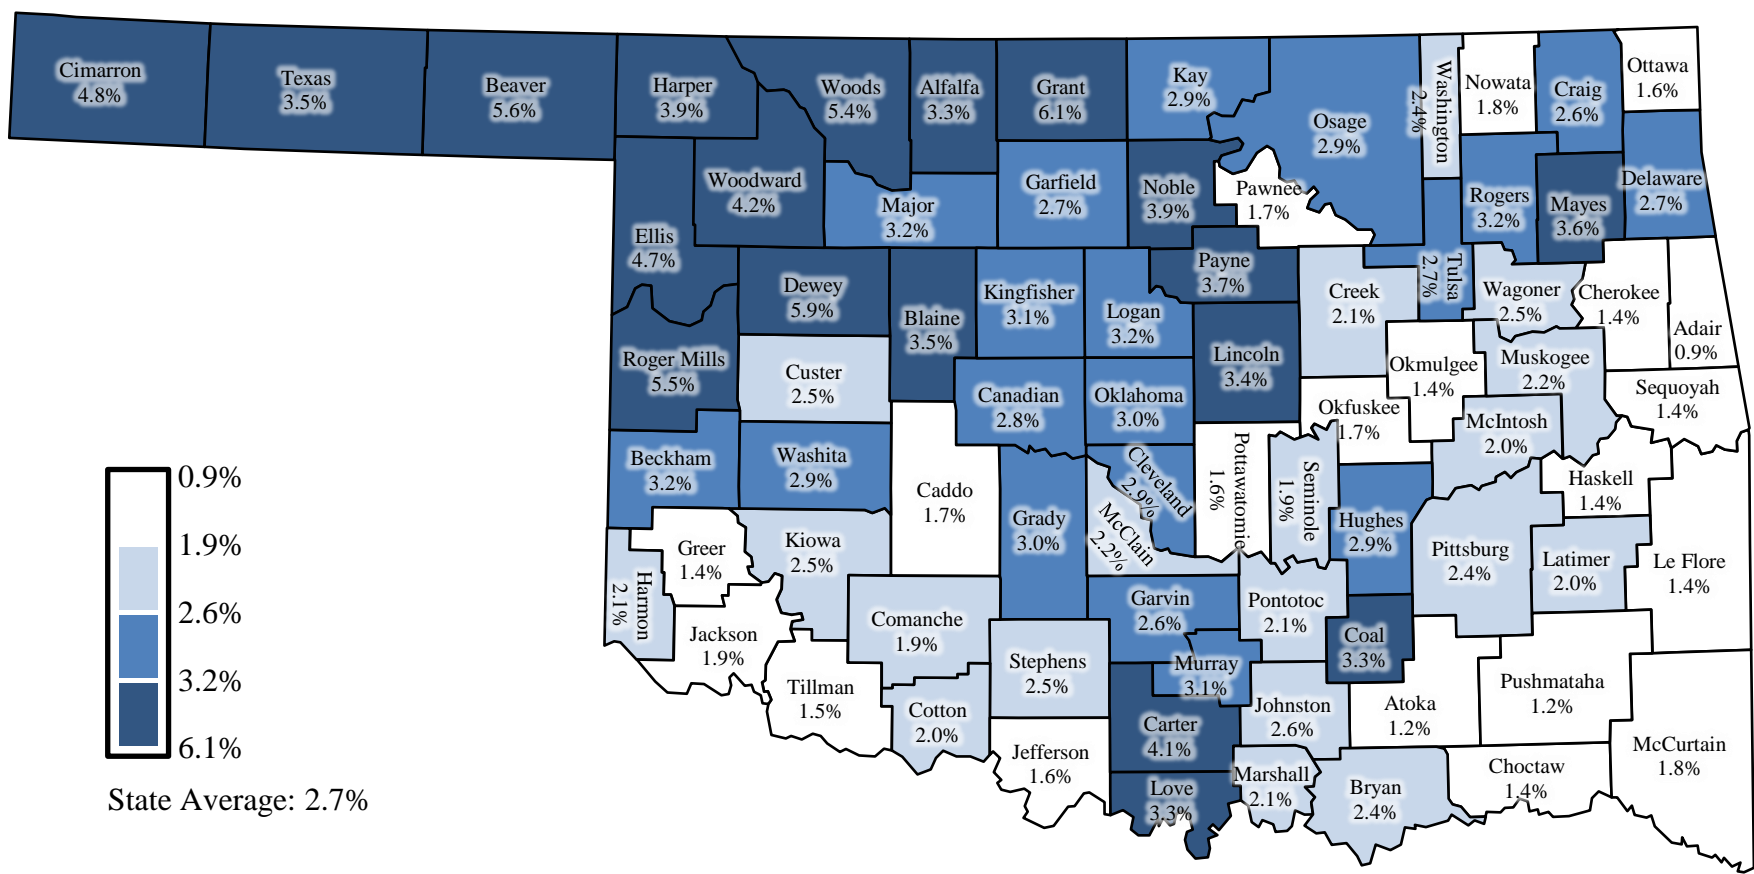 Cimarron
4.8%
Texas
3.5%
Beaver
5.6%
Harper
3.9%
Woods
5.4%
Alfalfa
3.3%
Grant
6.1%
Kay
2.9%
Osage
2.9%
Washington
2.4%
Nowata
1.8%
Craig
2.6%
Ottawa
1.6%
Woodward
4.2%
Major
3.2%
Garfield
2.7%
Noble
3.9%
Pawnee
1.7%
Rogers
3.2%
Mayes
3.6%
Delaware
2.7%
Ellis
4.7%
Dewey
5.9%
Blaine
3.5%
Kingfisher
3.1%
Logan
3.2%
Payne
3.7%
Creek
2.1%
Tulsa
2.7%
Wagoner
2.5%
Cherokee
1.4%
Adair
0.9%
Roger Mills
5.5%
Custer
2.5%
Canadian
2.8%
Oklahoma
3.0%
Lincoln
3.4%
Okmulgee
1.4%
Muskogee
2.2%
Sequoyah
1.4%
Okfuskee
1.7%
McIntosh
2.0%
Beckham
3.2%
Washita
2.9%
Caddo
1.7%
Grady
3.0%
Cleveland
2.9%
McClain
2.2%
Pottawatomie
1.6%
Seminole
1.9%
Hughes
2.9%
Haskell
1.4%
Pittsburg
2.4%
Latimer
2.0%
Le Flore
1.4%
Greer
1.4%
Kiowa
2.5%
Harmon
2.1%
Jackson
1.9%
Comanche
1.9%
Garvin
2.6%
Pontotoc
2.1%
Coal
3.3%
Tillman
1.5%
Cotton
2.0%
Stephens
2.5%
Murray
3.1%
Johnston
2.6%
Atoka
1.2%
Pushmataha
1.2%
McCurtain
1.8%
Jefferson
1.6%
Carter
4.1%
Love
3.3%
Marshall
2.1%
Bryan
2.4%
Choctaw
1.4%
0.9%
1.9%
2.6%
3.2%
6.1%
State Average: 2.7%